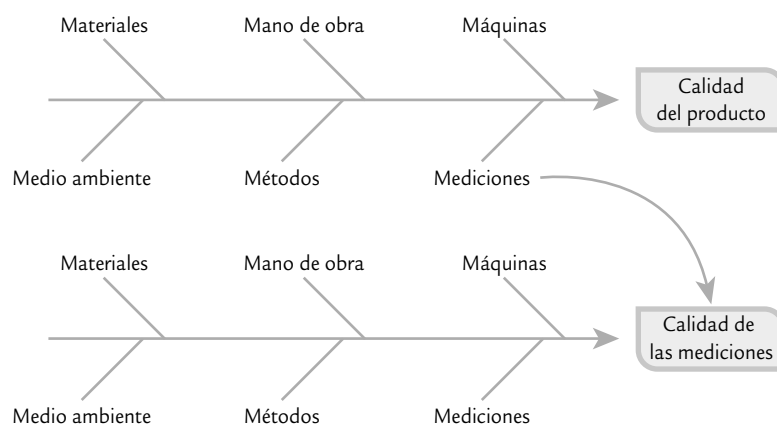 Materiales
Mano de obra
Máquinas
Calidad
del producto
Medio ambiente
Métodos
Mediciones
Materiales
Mano de obra
Máquinas
Calidad de
las mediciones
Medio ambiente
Métodos
Mediciones